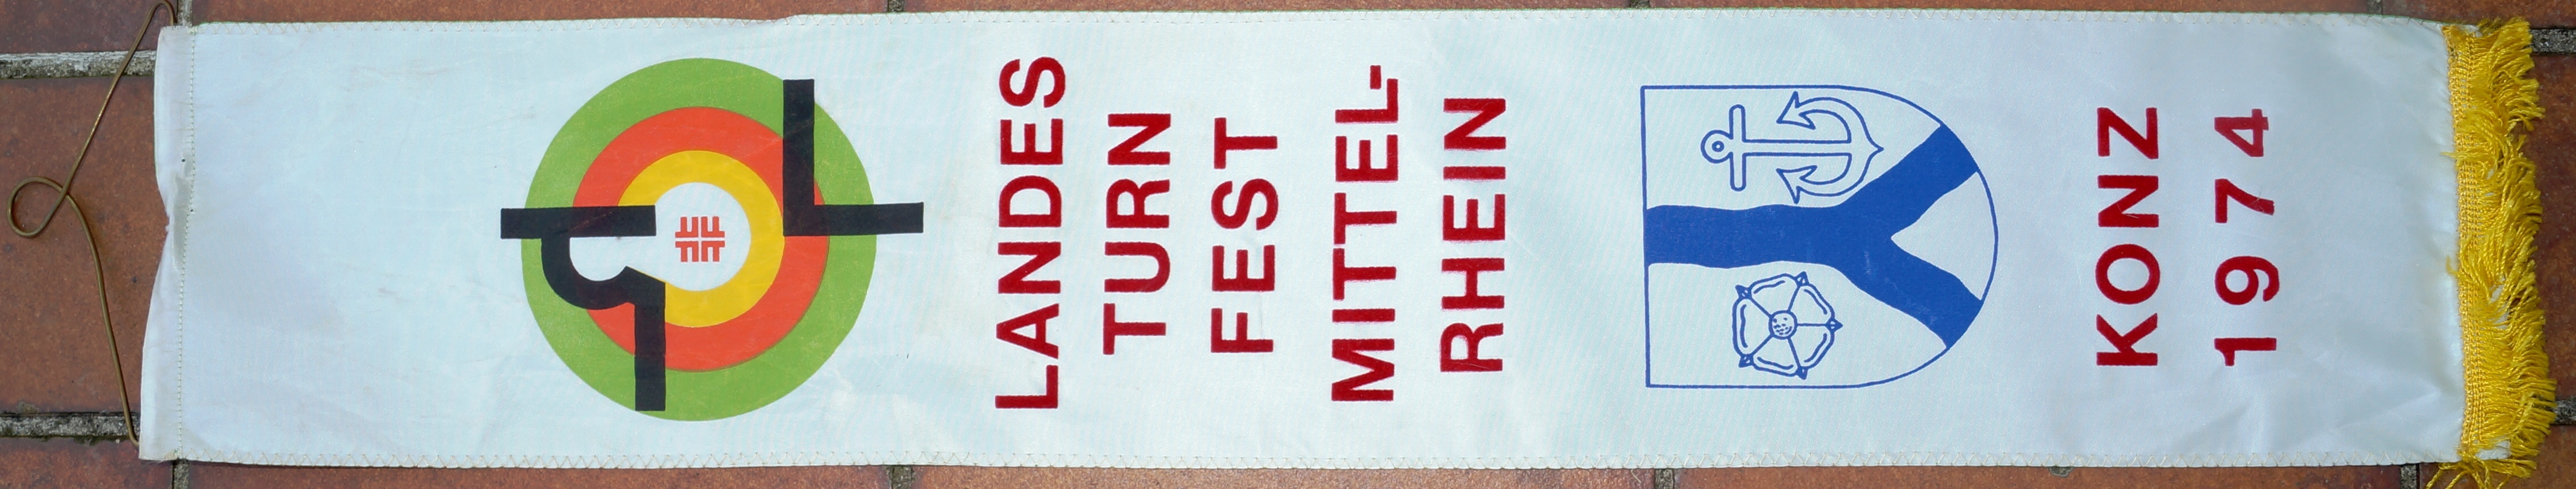 LANDES
TURN
FEST
MITTEL-
RHEIN
KONZ
1974